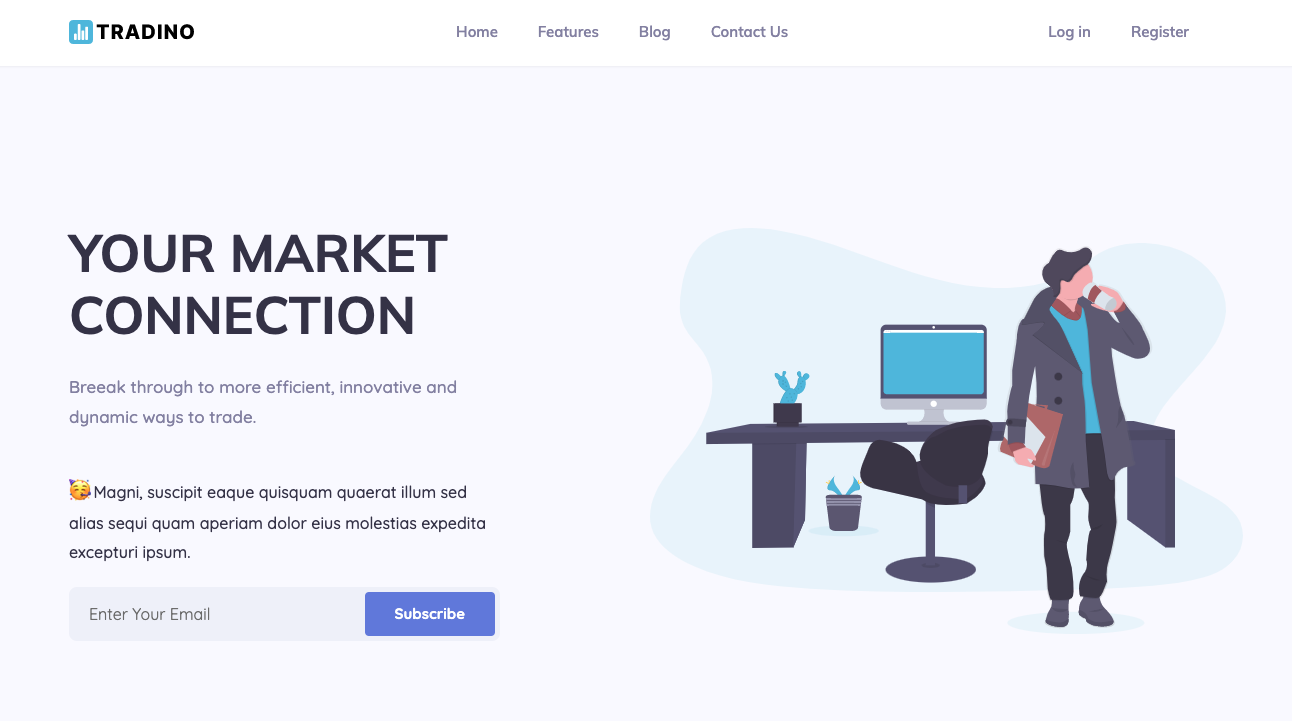 TRADINO
Home
Features
Blog
Contact Us
Log in
Register
YOUR MARKET
CONNECTION
Breeak through to more efficient, innovative and
dynamic ways to trade.
🥳Magni, suscipit eaque quisquam quaerat illum sed
alias sequi quam aperiam dolor eius molestias expedita
excepturi ipsum.
Enter Your Email
Subscribe